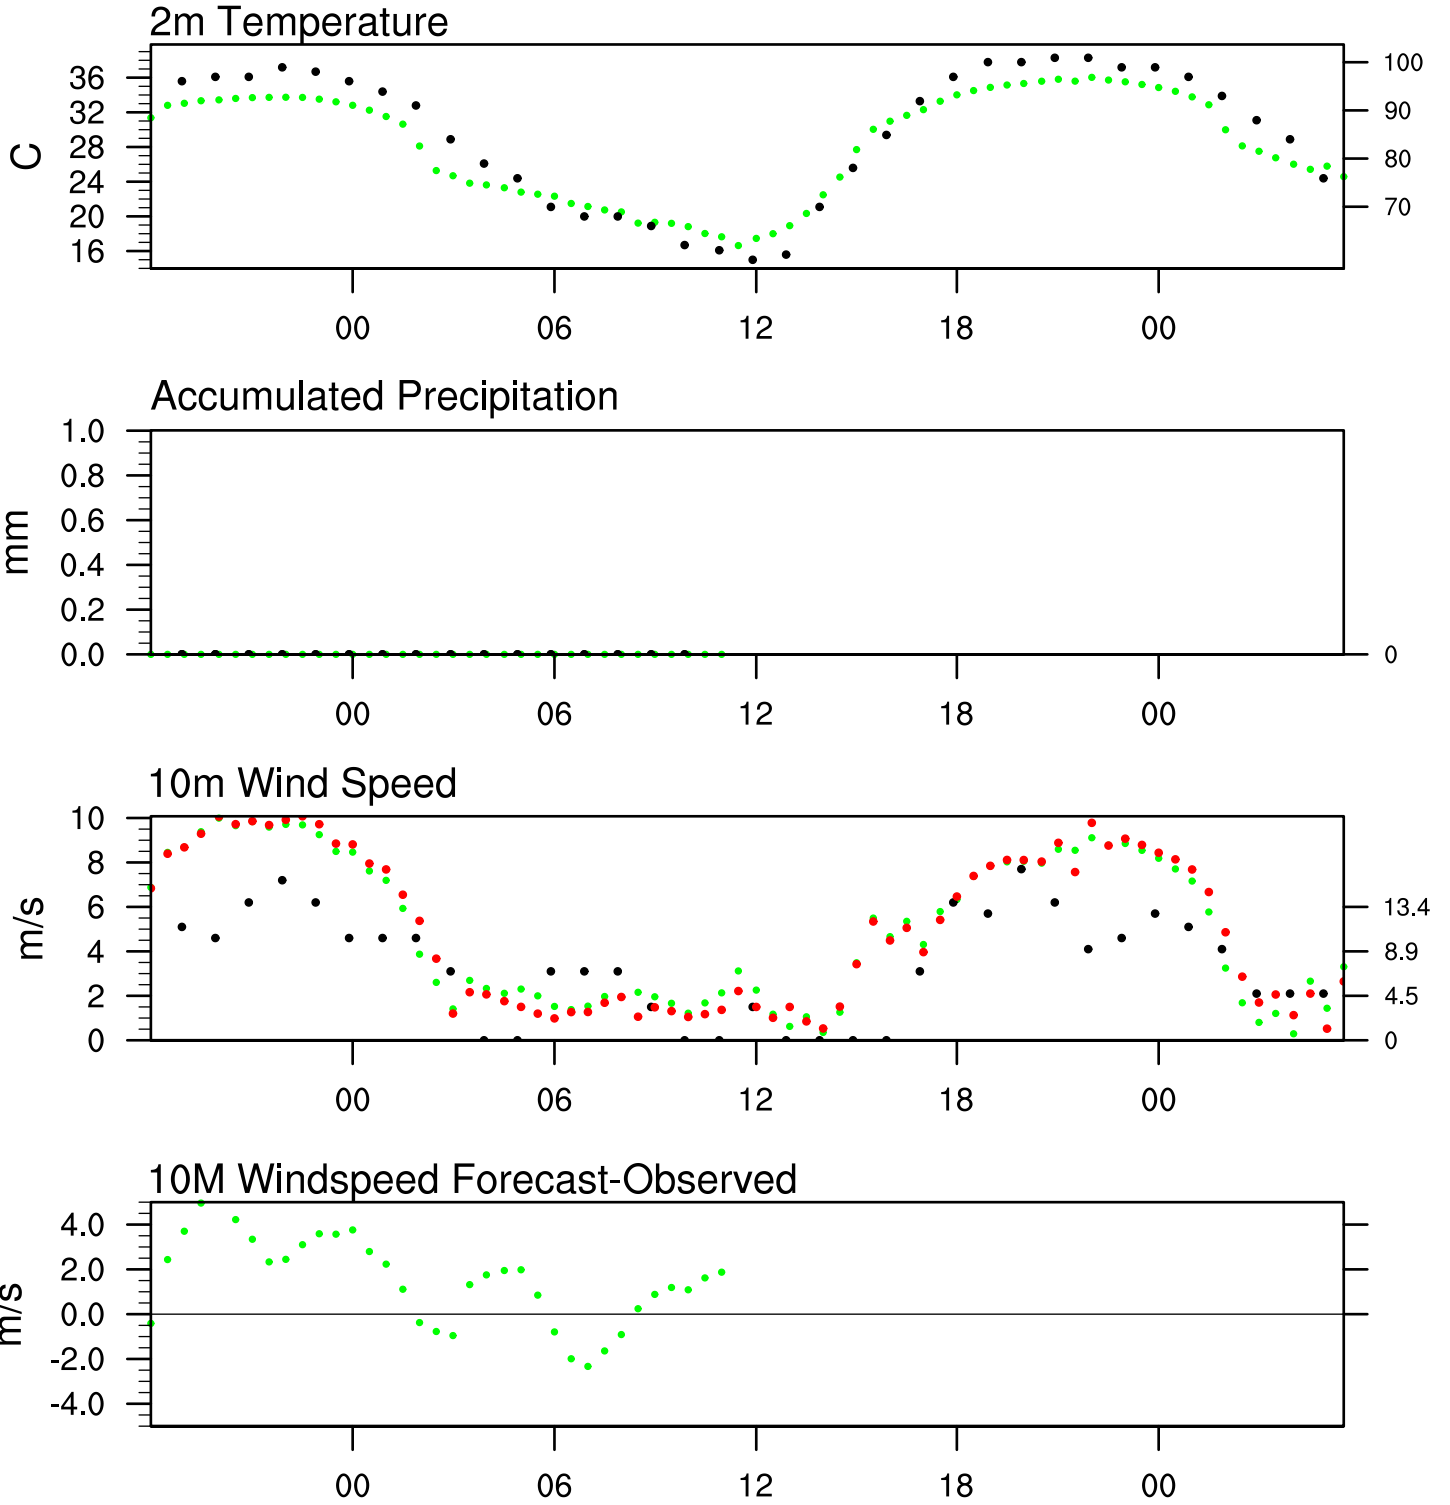 2m Temperature
C
36
32
28
24
20
16
100
90
80
70
00 06 12 18 00
Accumulated Precipitation
mm
1.0
0.8
0.6
0.4
0.2
0.0
0
00 06 12 18 00
10m Wind Speed
m/s
10
8
6
4
2
0
13.4
8.9
4.5
0
00 06 12 18 00
10M Windspeed Forecast-Observed
m/s
4.0
2.0
0.0
-2.0
-4.0
00 06 12 18 00